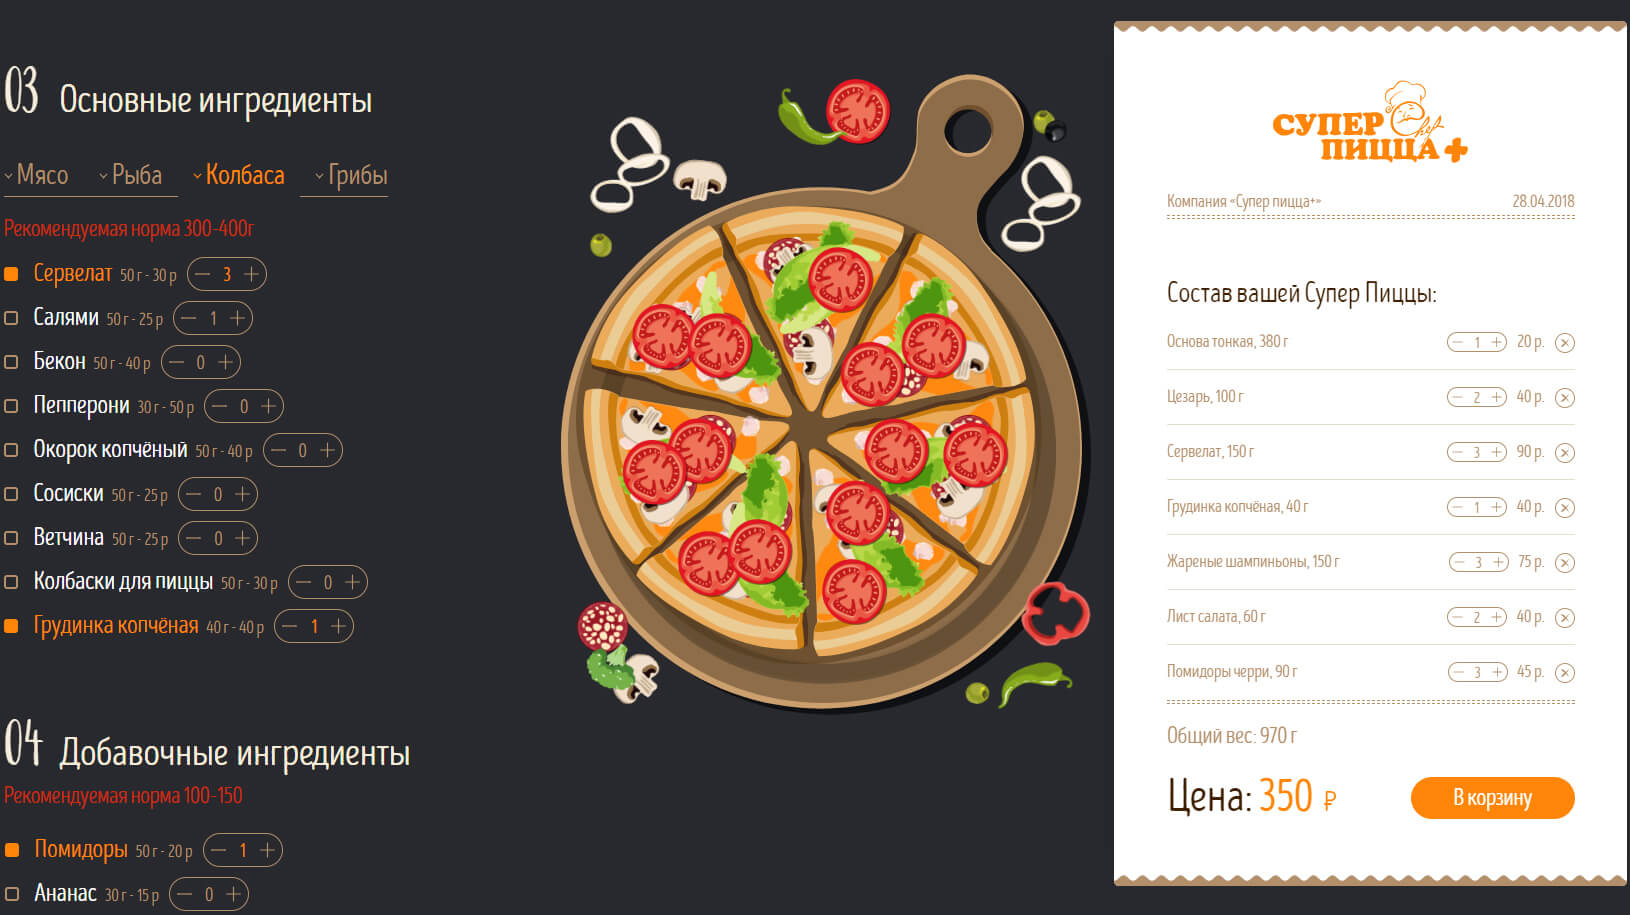 03 Основные ингредиенты
Мясо Рыба Колбаса Грибы
Рекомендуемая норма 300-400г
Сервелат 50 г - 30 р — 3 +
Салями 50 г - 25 р — 1 +
Бекон 50 г - 40 р — 0 +
Пепперони 30 г - 50 р — 0 +
Окорок копчёный 50 г - 40 р — 0 +
Сосиски 50 г - 25 р — 0 +
Ветчина 50 г - 25 р — 0 +
Колбаски для пиццы 50 г - 30 р — 0 +
Грудинка копчёная 40 г - 40 р — 1 +
04 Добавочные ингредиенты
Рекомендуемая норма 100-150
Помидоры 50 г - 20 р — 1 +
Ананас 30 г - 15 р — 0 +
СУПЕР Chef
ПИЦЦА+
Компания «Супер пицца+» 28.04.2018
Состав вашей Супер Пиццы:
Основа тонкая, 380 г — 1 + 20 р.
Цезарь, 100 г — 2 + 40 р.
Сервелат, 150 г — 3 + 90 р.
Грудинка копчёная, 40 г — 1 + 40 р.
Жареные шампиньоны, 150 г — 3 + 75 р.
Лист салата, 60 г — 2 + 40 р.
Помидоры черри, 90 г — 3 + 45 р.
Общий вес: 970 г
Цена: 350 ₽ В корзину